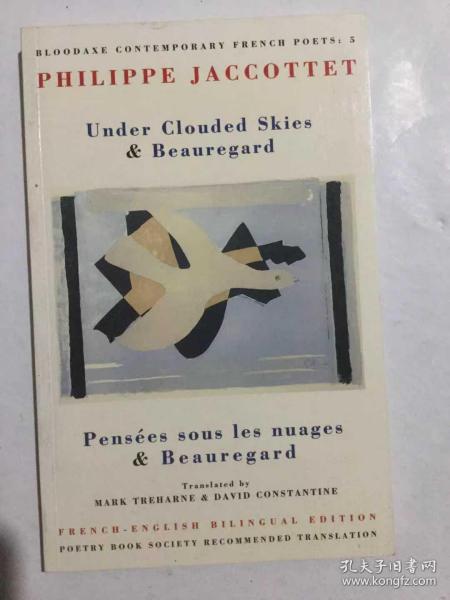 BLOODAXE CONTEMPORARY FRENCH POETS: 5
PHILIPPE JACCOTTET
Under Clouded Skies
& Beauregard
Pensées sous les nuages
& Beauregard
Translated by
MARK TREHARNE & DAVID CONSTANTINE
FRENCH-ENGLISH BILINGUAL EDITION
POETRY BOOK SOCIETY RECOMMENDED TRANSLATION
孔夫子旧书网
www.kongfz.com